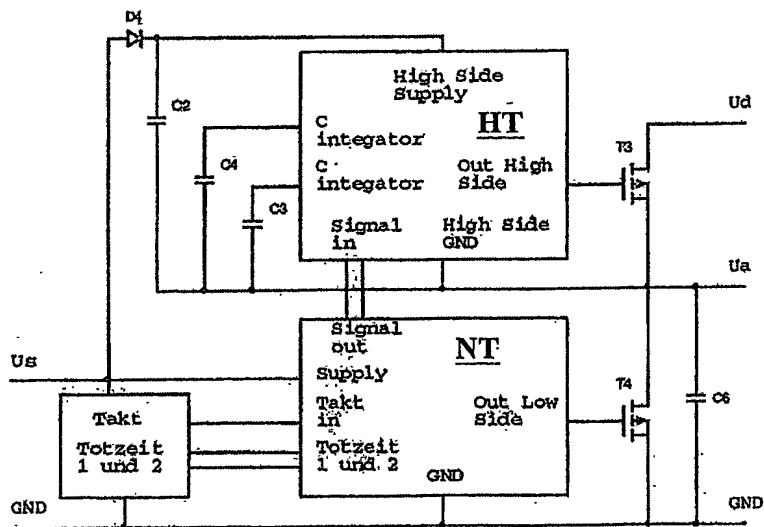 D4
High Side
Supply
C2
HT
Ud
C
integator
T3
C4
C
integator
Out High
Side
C3
Signal
in
High Side
GND
Ua
Signal
out
NT
Us
Supply
T4
Takt
Takt
in
Out Low
Side
C6
Totzeit
1 und 2
Totzeit
1 und 2
GND
GND
GND